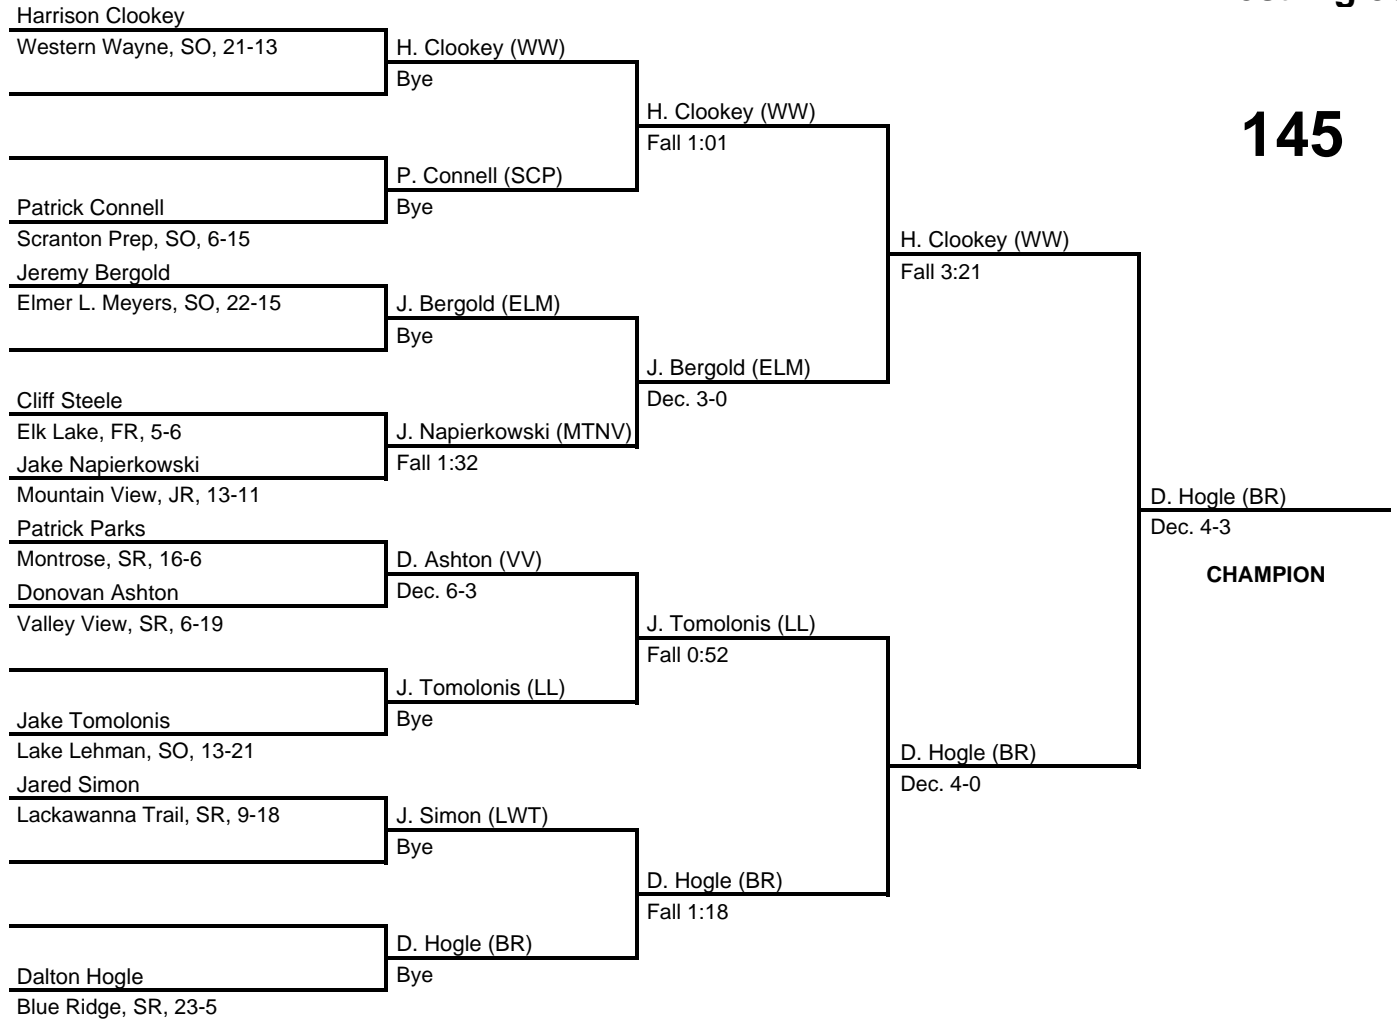 Harrison Clookey
Western Wayne, SO, 21-13
H. Clookey (WW)
Bye
H. Clookey (WW)
Fall 1:01
145
P. Connell (SCP)
Bye
Patrick Connell
Scranton Prep, SO, 6-15
H. Clookey (WW)
Fall 3:21
Jeremy Bergold
Elmer L. Meyers, SO, 22-15
J. Bergold (ELM)
Bye
J. Bergold (ELM)
Dec. 3-0
Cliff Steele
Elk Lake, FR, 5-6
J. Napierkowski (MTNV)
Fall 1:32
Jake Napierkowski
Mountain View, JR, 13-11
D. Hogle (BR)
Dec. 4-3
CHAMPION
Patrick Parks
Montrose, SR, 16-6
D. Ashton (VV)
Dec. 6-3
Donovan Ashton
Valley View, SR, 6-19
J. Tomolonis (LL)
Fall 0:52
J. Tomolonis (LL)
Bye
Jake Tomolonis
Lake Lehman, SO, 13-21
D. Hogle (BR)
Dec. 4-0
Jared Simon
Lackawanna Trail, SR, 9-18
J. Simon (LWT)
Bye
D. Hogle (BR)
Fall 1:18
D. Hogle (BR)
Bye
Dalton Hogle
Blue Ridge, SR, 23-5